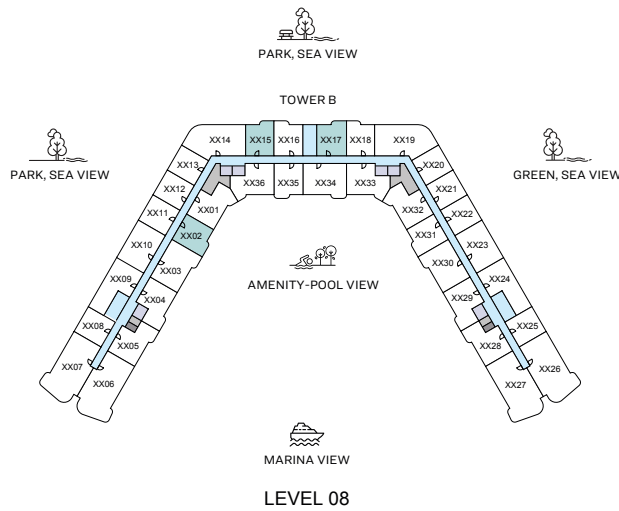 PARK, SEA VIEW
TOWER B
XX14
XX15
XX16
XX17
XX18
XX19
PARK, SEA VIEW
GREEN, SEA VIEW
XX13
XX20
XX36
XX35
XX34
XX33
XX12
XX21
XX11
XX01
XX32
XX22
XX02
XX31
XX10
XX23
XX03
XX30
XX09
XX24
AMENITY-POOL VIEW
XX04
XX29
XX08
XX25
XX05
XX28
XX07
XX26
XX06
XX27
MARINA VIEW
LEVEL 08